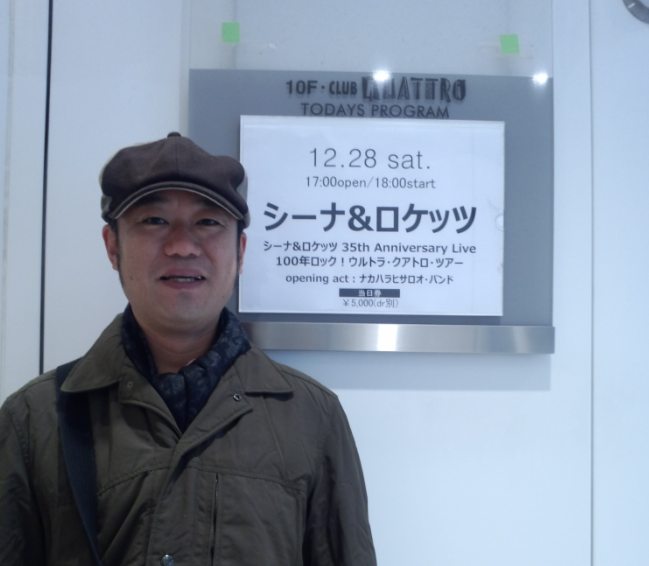 10F・CLUB QUATTRO
TODAYS PROGRAM
12.28 sat.
17:00open/18:00start
シーナ&ロケッツ
シーナ&ロケッツ 35th Anniversary Live
100年ロック！ウルトラ・クアトロ・ツアー
opening act：ナカハラヒサロオ・バンド
当日券
￥5,000(dr別)